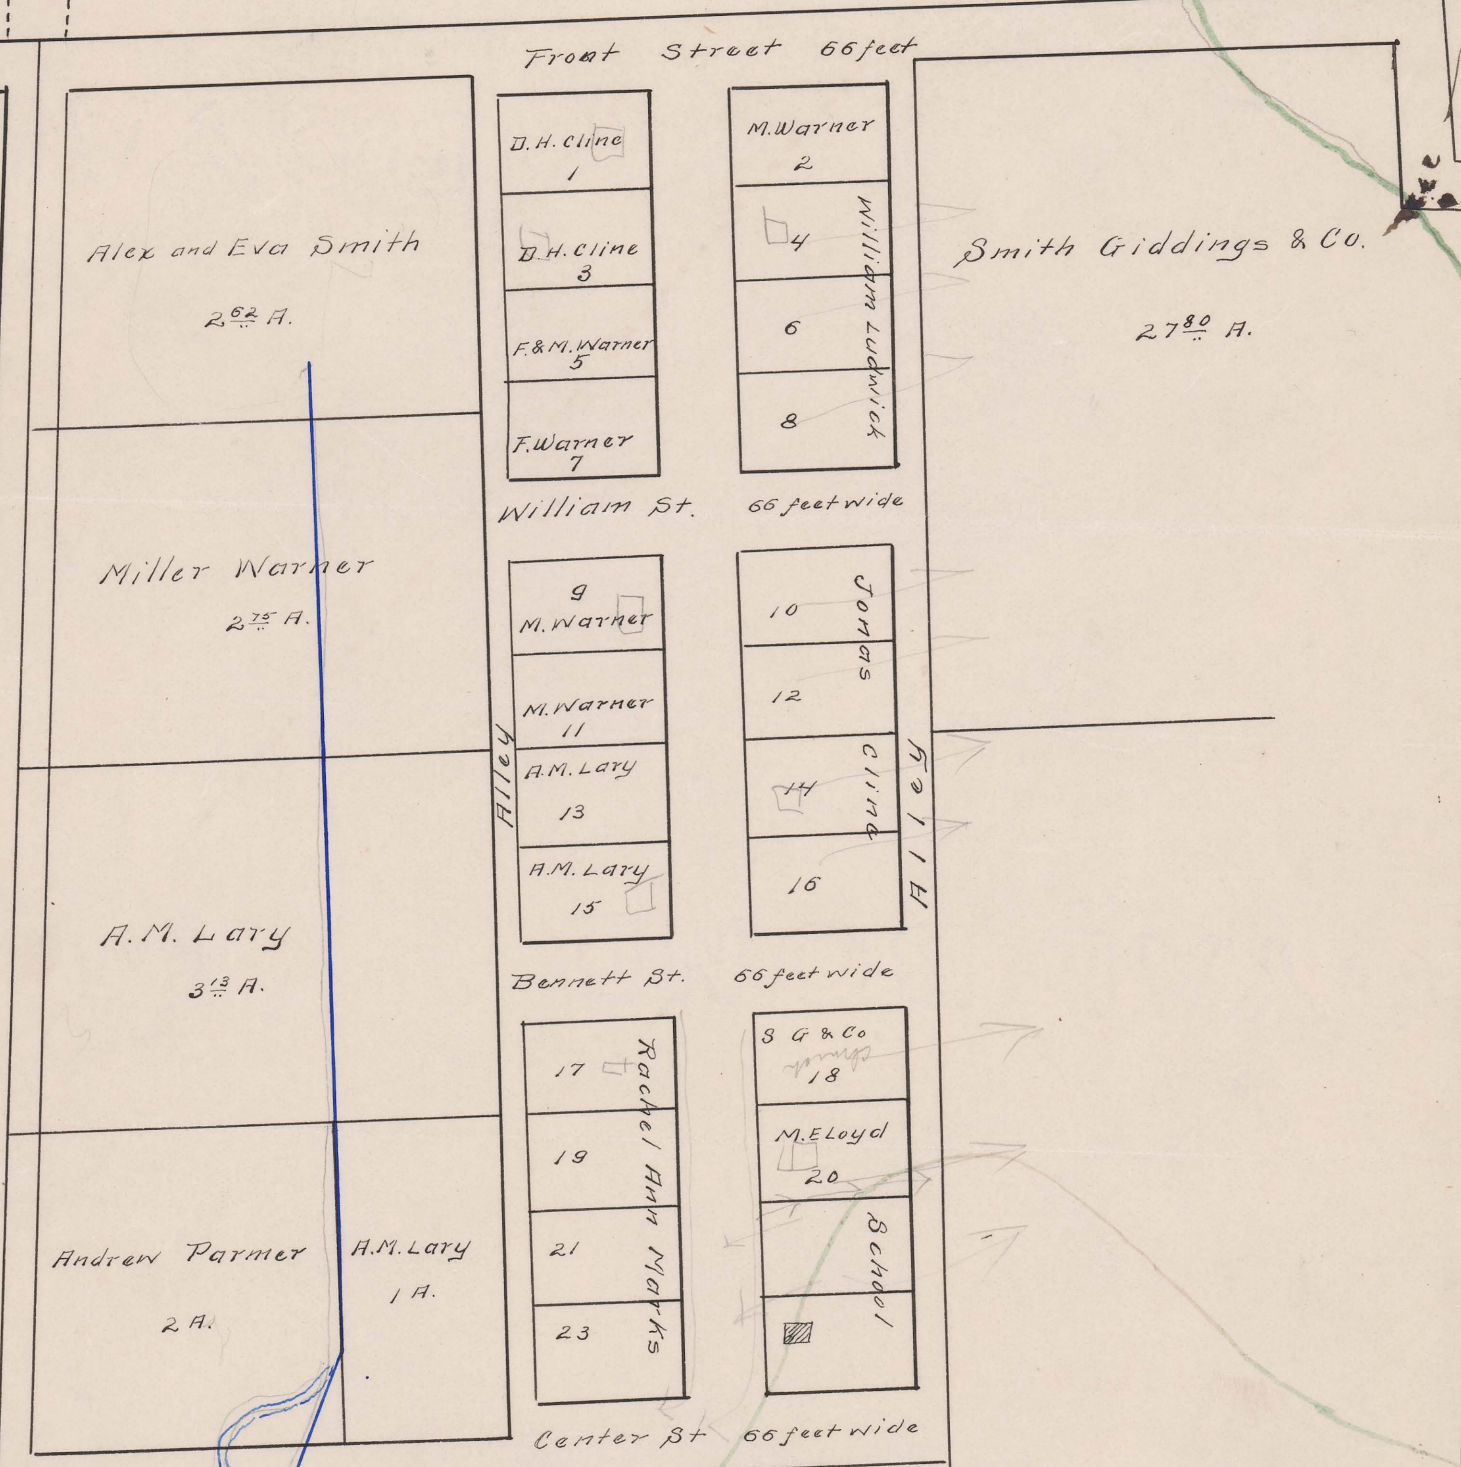 Front Street 66 feet
Alex and Eva Smith
2 62 A.
D.H. Cline
1
D.H. Cline
3
F. & M. Warner
5
F. Warner
7
M. Warner
2
4
6
8
William Ludwick
Smith Giddings & Co.
27 80 A.
William St. 66 feet wide
Miller Warner
2 75 A.
9
M. Warner
M. Warner
11
A.M. Lary
13
A.M. Lary
15
Alley
10
12
14
16
Jonas Cline
Alley
A.M. Lary
3 13 A.
Bennett St. 66 feet wide
17
19
21
23
Rachel Ann Marks
S G & Co
church
18
M.E Loyd
20
School
Andrew Parmer
2 A.
A.M. Lary
1 A.
Center St 66 feet wide